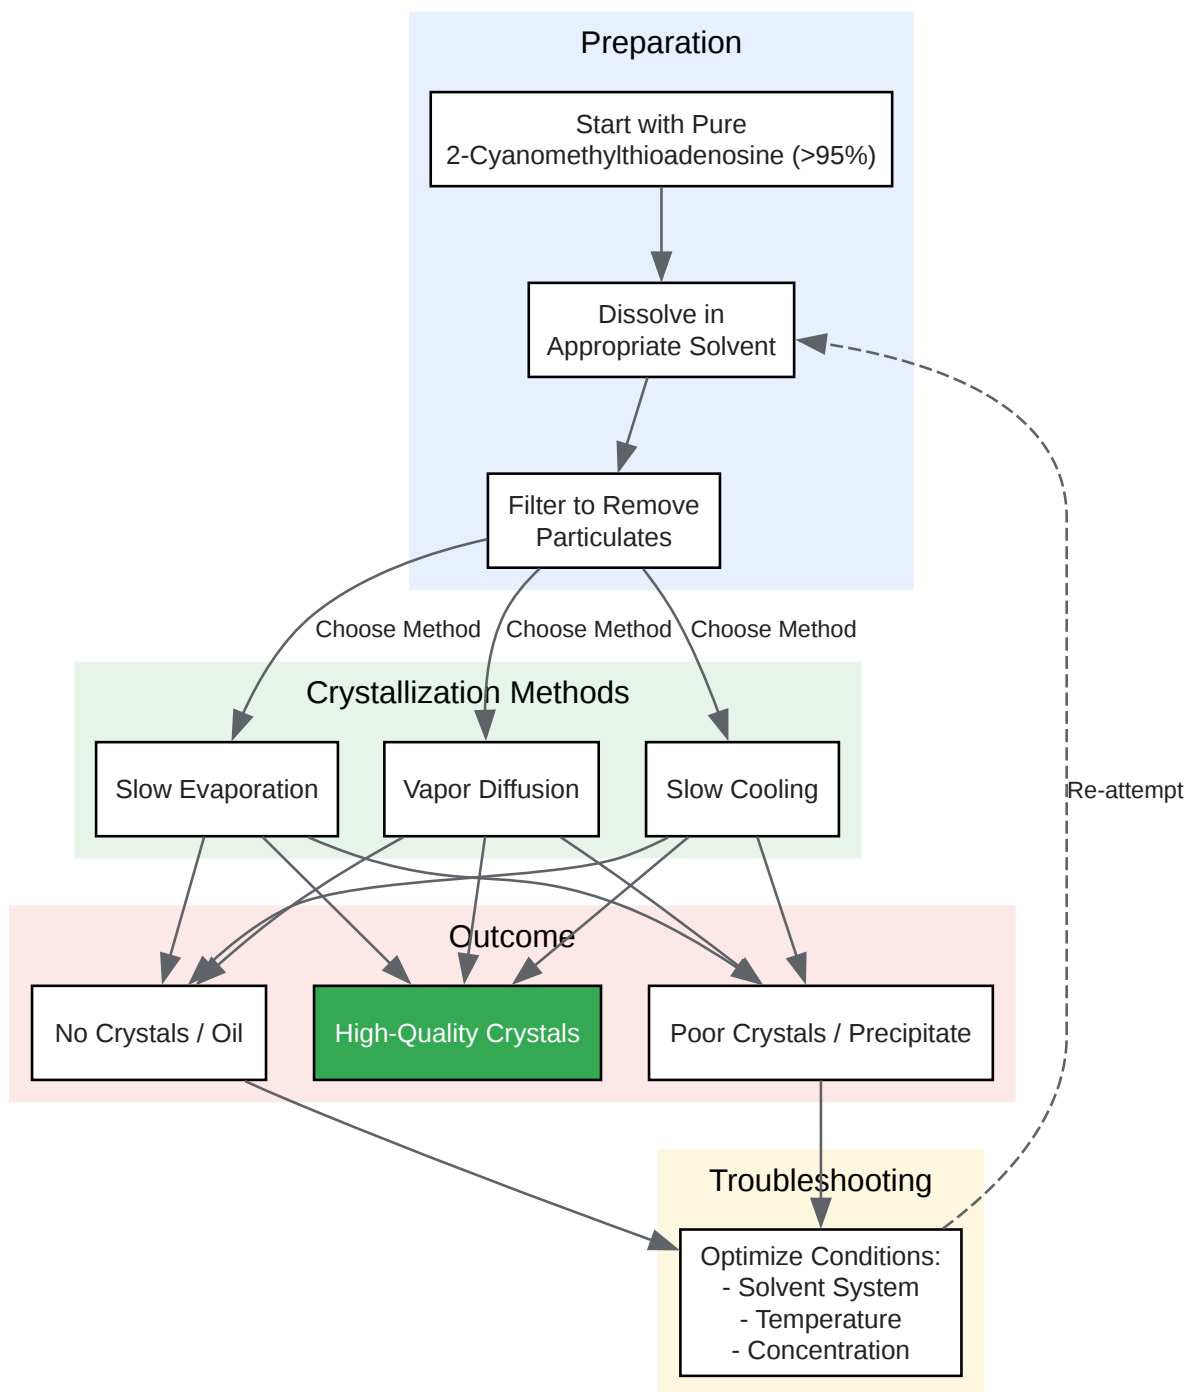 Preparation
Start with Pure
2-Cyanomethylthioadenosine (>95%)
Dissolve in
Appropriate Solvent
Filter to Remove
Particulates
Choose Method
Choose Method
Choose Method
Crystallization Methods
Slow Evaporation
Vapor Diffusion
Slow Cooling
Re-attempt
Outcome
No Crystals / Oil
High-Quality Crystals
Poor Crystals / Precipitate
Troubleshooting
Optimize Conditions:
- Solvent System
- Temperature
- Concentration